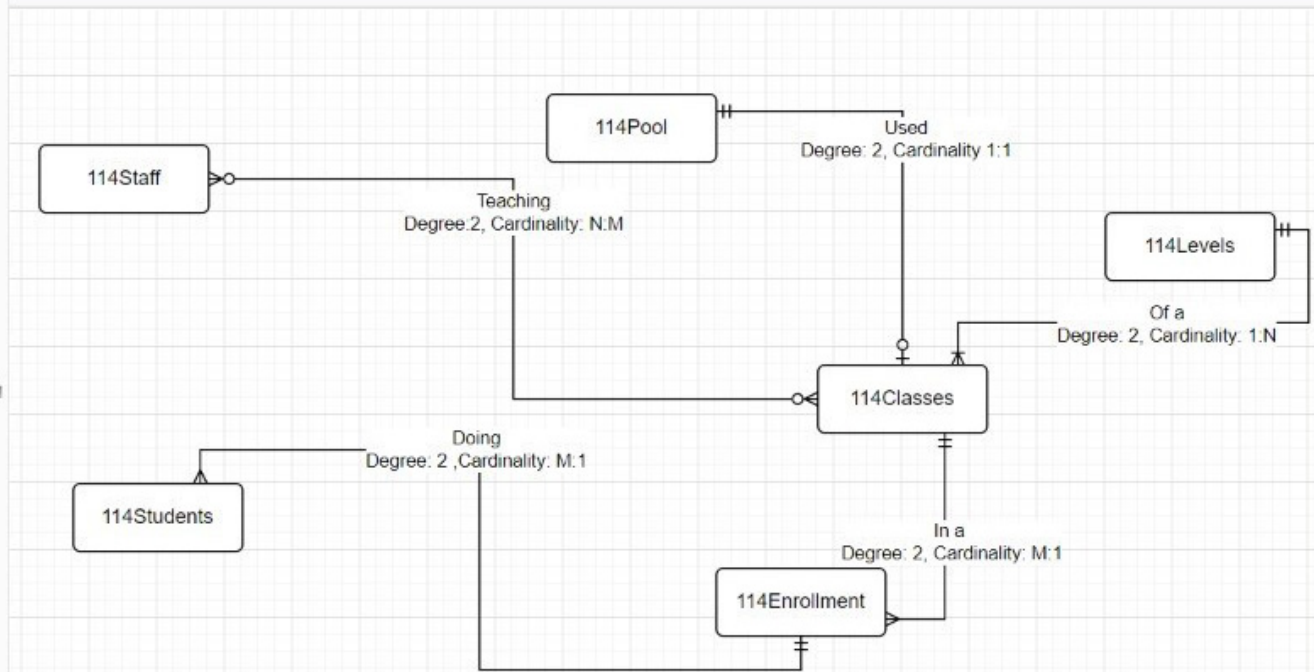 114Pool
Used
Degree: 2, Cardinality 1:1
114Staff
Teaching
Degree:2, Cardinality: N:M
114Levels
Of a
Degree: 2, Cardinality: 1:N
114Classes
Doing
Degree: 2 ,Cardinality: M:1
114Students
In a
Degree: 2, Cardinality: M:1
114Enrollment